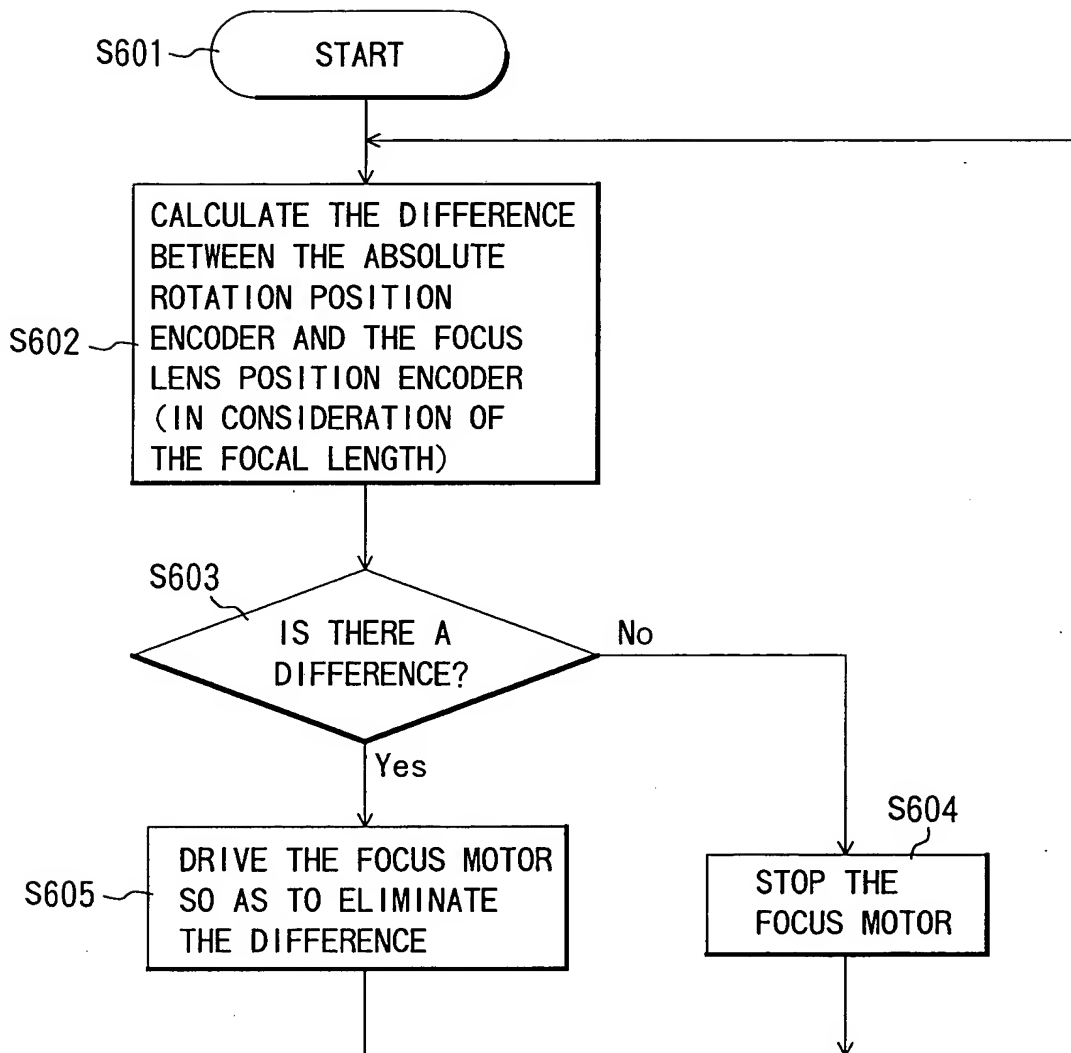 S601
START
CALCULATE THE DIFFERENCE
BETWEEN THE ABSOLUTE
ROTATION POSITION
ENCODER AND THE FOCUS
LENS POSITION ENCODER
(IN CONSIDERATION OF
THE FOCAL LENGTH)
S602
S603
IS THERE A
DIFFERENCE?
No
Yes
S604
STOP THE
FOCUS MOTOR
S605
DRIVE THE FOCUS MOTOR
SO AS TO ELIMINATE
THE DIFFERENCE